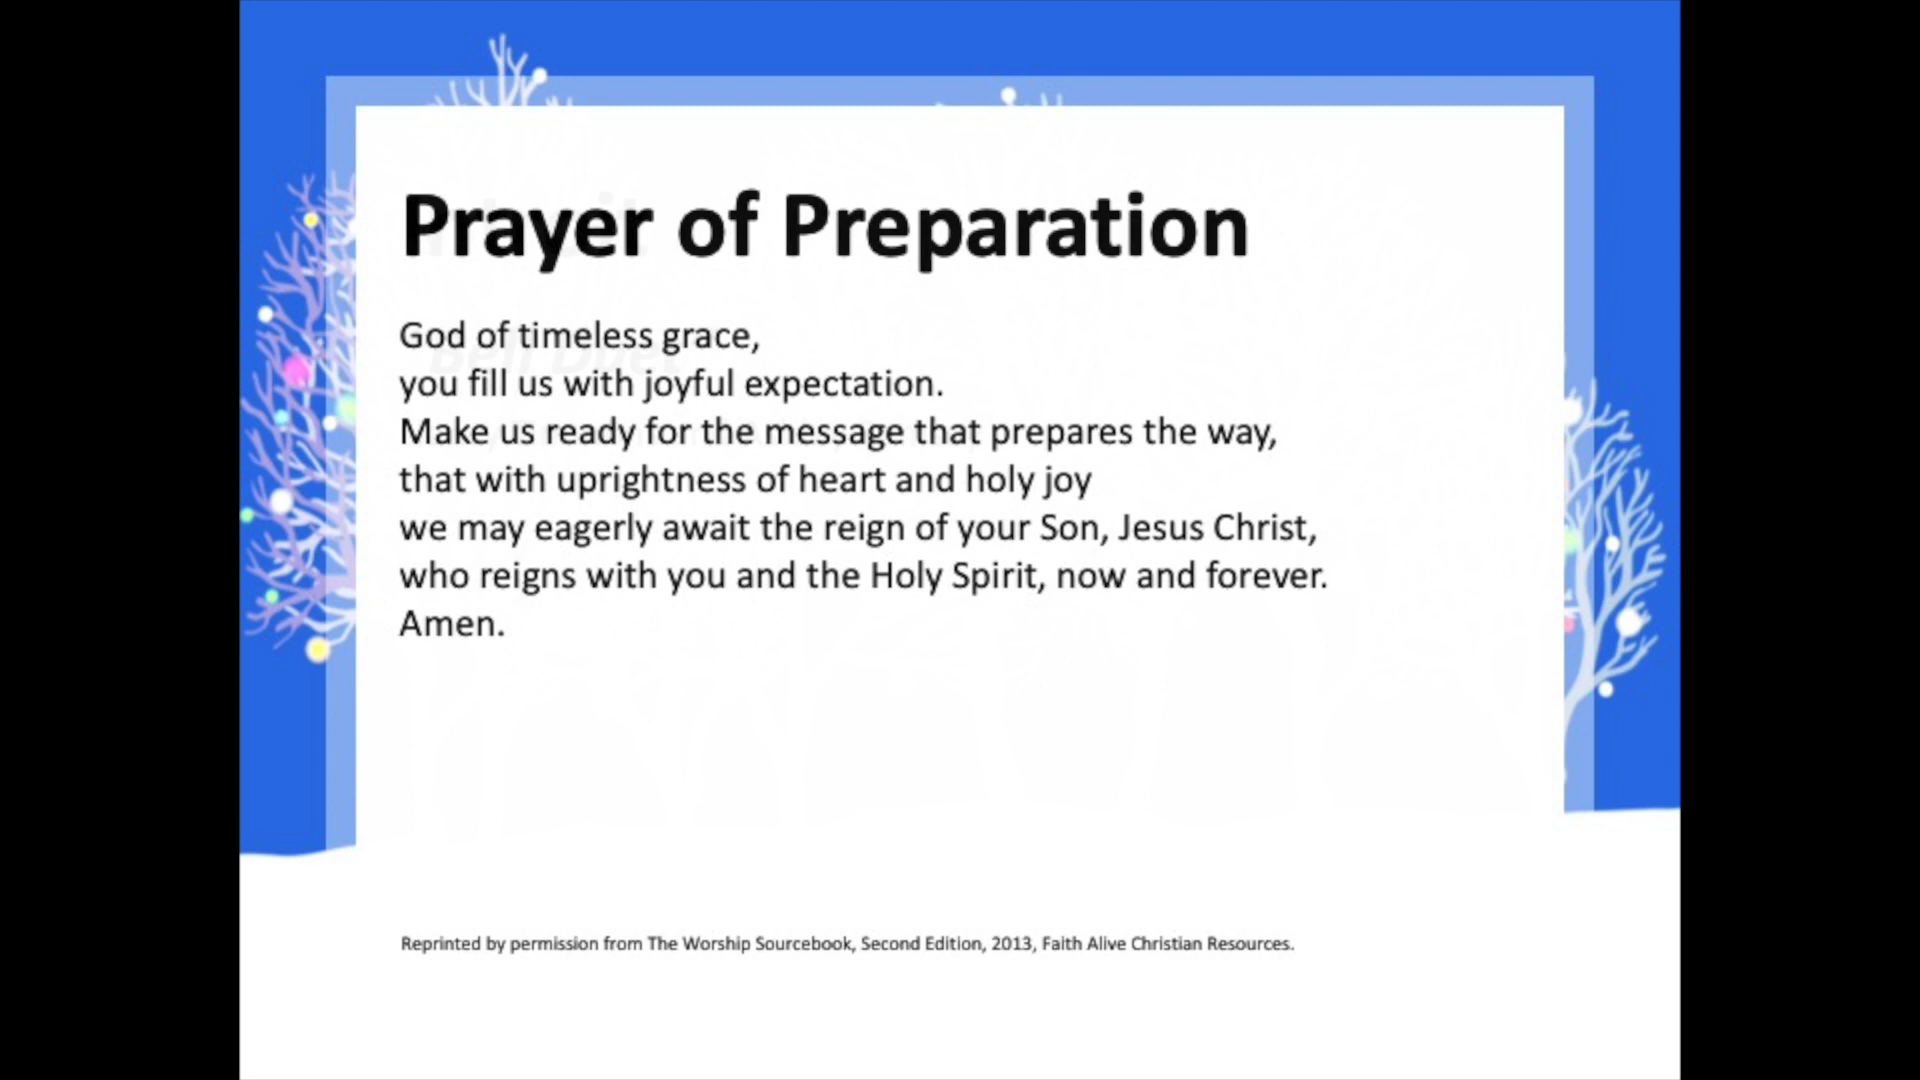 Prayer of Preparation
God of timeless grace,
you fill us with joyful expectation.
Make us ready for the message that prepares the way,
that with uprightness of heart and holy joy
we may eagerly await the reign of your Son, Jesus Christ,
who reigns with you and the Holy Spirit, now and forever.
Amen.
Reprinted by permission from The Worship Sourcebook, Second Edition, 2013, Faith Alive Christian Resources.